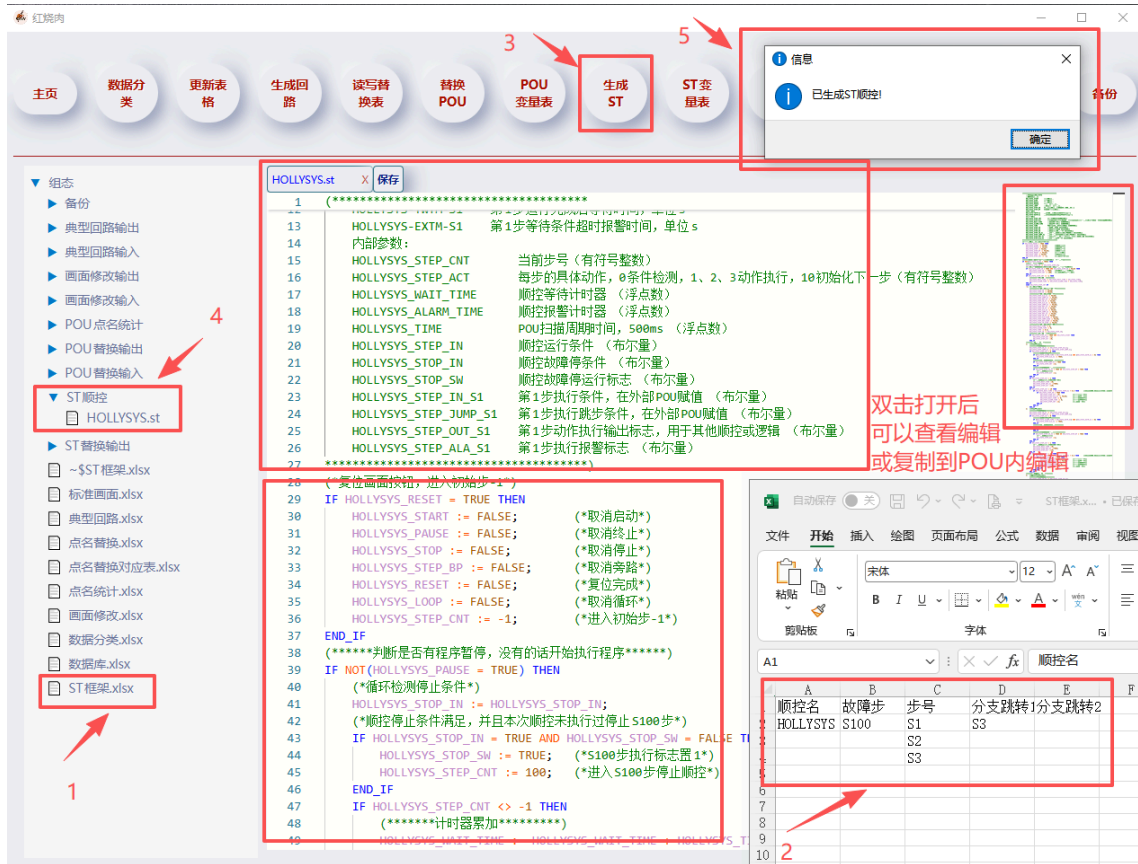 红烧肉
3
5
主页
数据分类
更新表格
生成回路
读写替换表
替换POU
POU变量表
生成ST
ST变量表
备份
信息
已生成ST顺控!
确定
组态
备份
典型回路输出
典型回路输入
画面修改输出
画面修改输入
POU点名统计
POU替换输出
POU替换输入
ST顺控
HOLLYSYS.st
ST替换输出
~$ST框架.xlsx
标准画面.xlsx
典型回路.xlsx
点名替换.xlsx
点名替换对应表.xlsx
点名统计.xlsx
画面修改.xlsx
数据分类.xlsx
数据库.xlsx
ST框架.xlsx
4
1
HOLLYSYS.st X 保存
1 (*************************************
13 HOLLYSYS-EXTM-S1 第1步等待条件超时报警时间，单位s
14 内部参数：
15 HOLLYSYS_STEP_CNT 当前步号（有符号整数）
16 HOLLYSYS_STEP_ACT 每步的具体动作，0条件检测，1、2、3动作执行，10初始化下一步（有符号整数）
17 HOLLYSYS_WAIT_TIME 顺控等待计时器 （浮点数）
18 HOLLYSYS_ALARM_TIME 顺控报警计时器 （浮点数）
19 HOLLYSYS_TIME POU扫描周期时间，500ms （浮点数）
20 HOLLYSYS_STEP_IN 顺控运行条件 （布尔量）
21 HOLLYSYS_STOP_IN 顺控故障停条件 （布尔量）
22 HOLLYSYS_STOP_SW 顺控故障停运行标志 （布尔量）
23 HOLLYSYS_STEP_IN_S1 第1步执行条件，在外部POU赋值 （布尔量）
24 HOLLYSYS_STEP_JUMP_S1 第1步执行跳步条件，在外部POU赋值 （布尔量）
25 HOLLYSYS_STEP_OUT_S1 第1步动作执行输出标志，用于其他顺控或逻辑 （布尔量）
26 HOLLYSYS_STEP_ALA_S1 第1步执行报警标志 （布尔量）
27 *************************************)
28 (*复位画面按钮，进入初始步-1*)
29 IF HOLLYSYS_RESET = TRUE THEN
30 HOLLYSYS_START := FALSE; (*取消启动*)
31 HOLLYSYS_PAUSE := FALSE; (*取消终止*)
32 HOLLYSYS_STOP := FALSE; (*取消停止*)
33 HOLLYSYS_STEP_BP := FALSE; (*取消旁路*)
34 HOLLYSYS_RESET := FALSE; (*复位完成*)
35 HOLLYSYS_LOOP := FALSE; (*取消循环*)
36 HOLLYSYS_STEP_CNT := -1; (*进入初始步-1*)
37 END_IF
38 (******判断是否有程序暂停，没有的话开始执行程序******)
39 IF NOT(HOLLYSYS_PAUSE = TRUE) THEN
40 (*循环检测停止条件*)
41 HOLLYSYS_STOP_IN := HOLLYSYS_STOP_IN;
42 (*顺控停止条件满足，并且本次顺控未执行过停止S100步*)
43 IF HOLLYSYS_STOP_IN = TRUE AND HOLLYSYS_STOP_SW = FALSE
44 HOLLYSYS_STOP_SW := TRUE; (*S100步执行标志置1*)
45 HOLLYSYS_STEP_CNT := 100; (*进入S100步停止顺控*)
46 END_IF
47 IF HOLLYSYS_STEP_CNT <> -1 THEN
48 (*******计时器累加*********)
双击打开后
可以查看编辑
或复制到POU内编辑
自动保存 关 ST框架.x... • 已保存
文件 开始 插入 绘图 页面布局 公式 数据 审阅 视图
粘贴 宋体 12 A^ A˅
B I U A wén 文
剪贴板 字体
A1 fx 顺控名
A B C D E F
顺控名 故障步 步号 分支跳转1 分支跳转2
2 HOLLYSYS S100 S1 S3
S2
S3
6
7
8
9
10
2